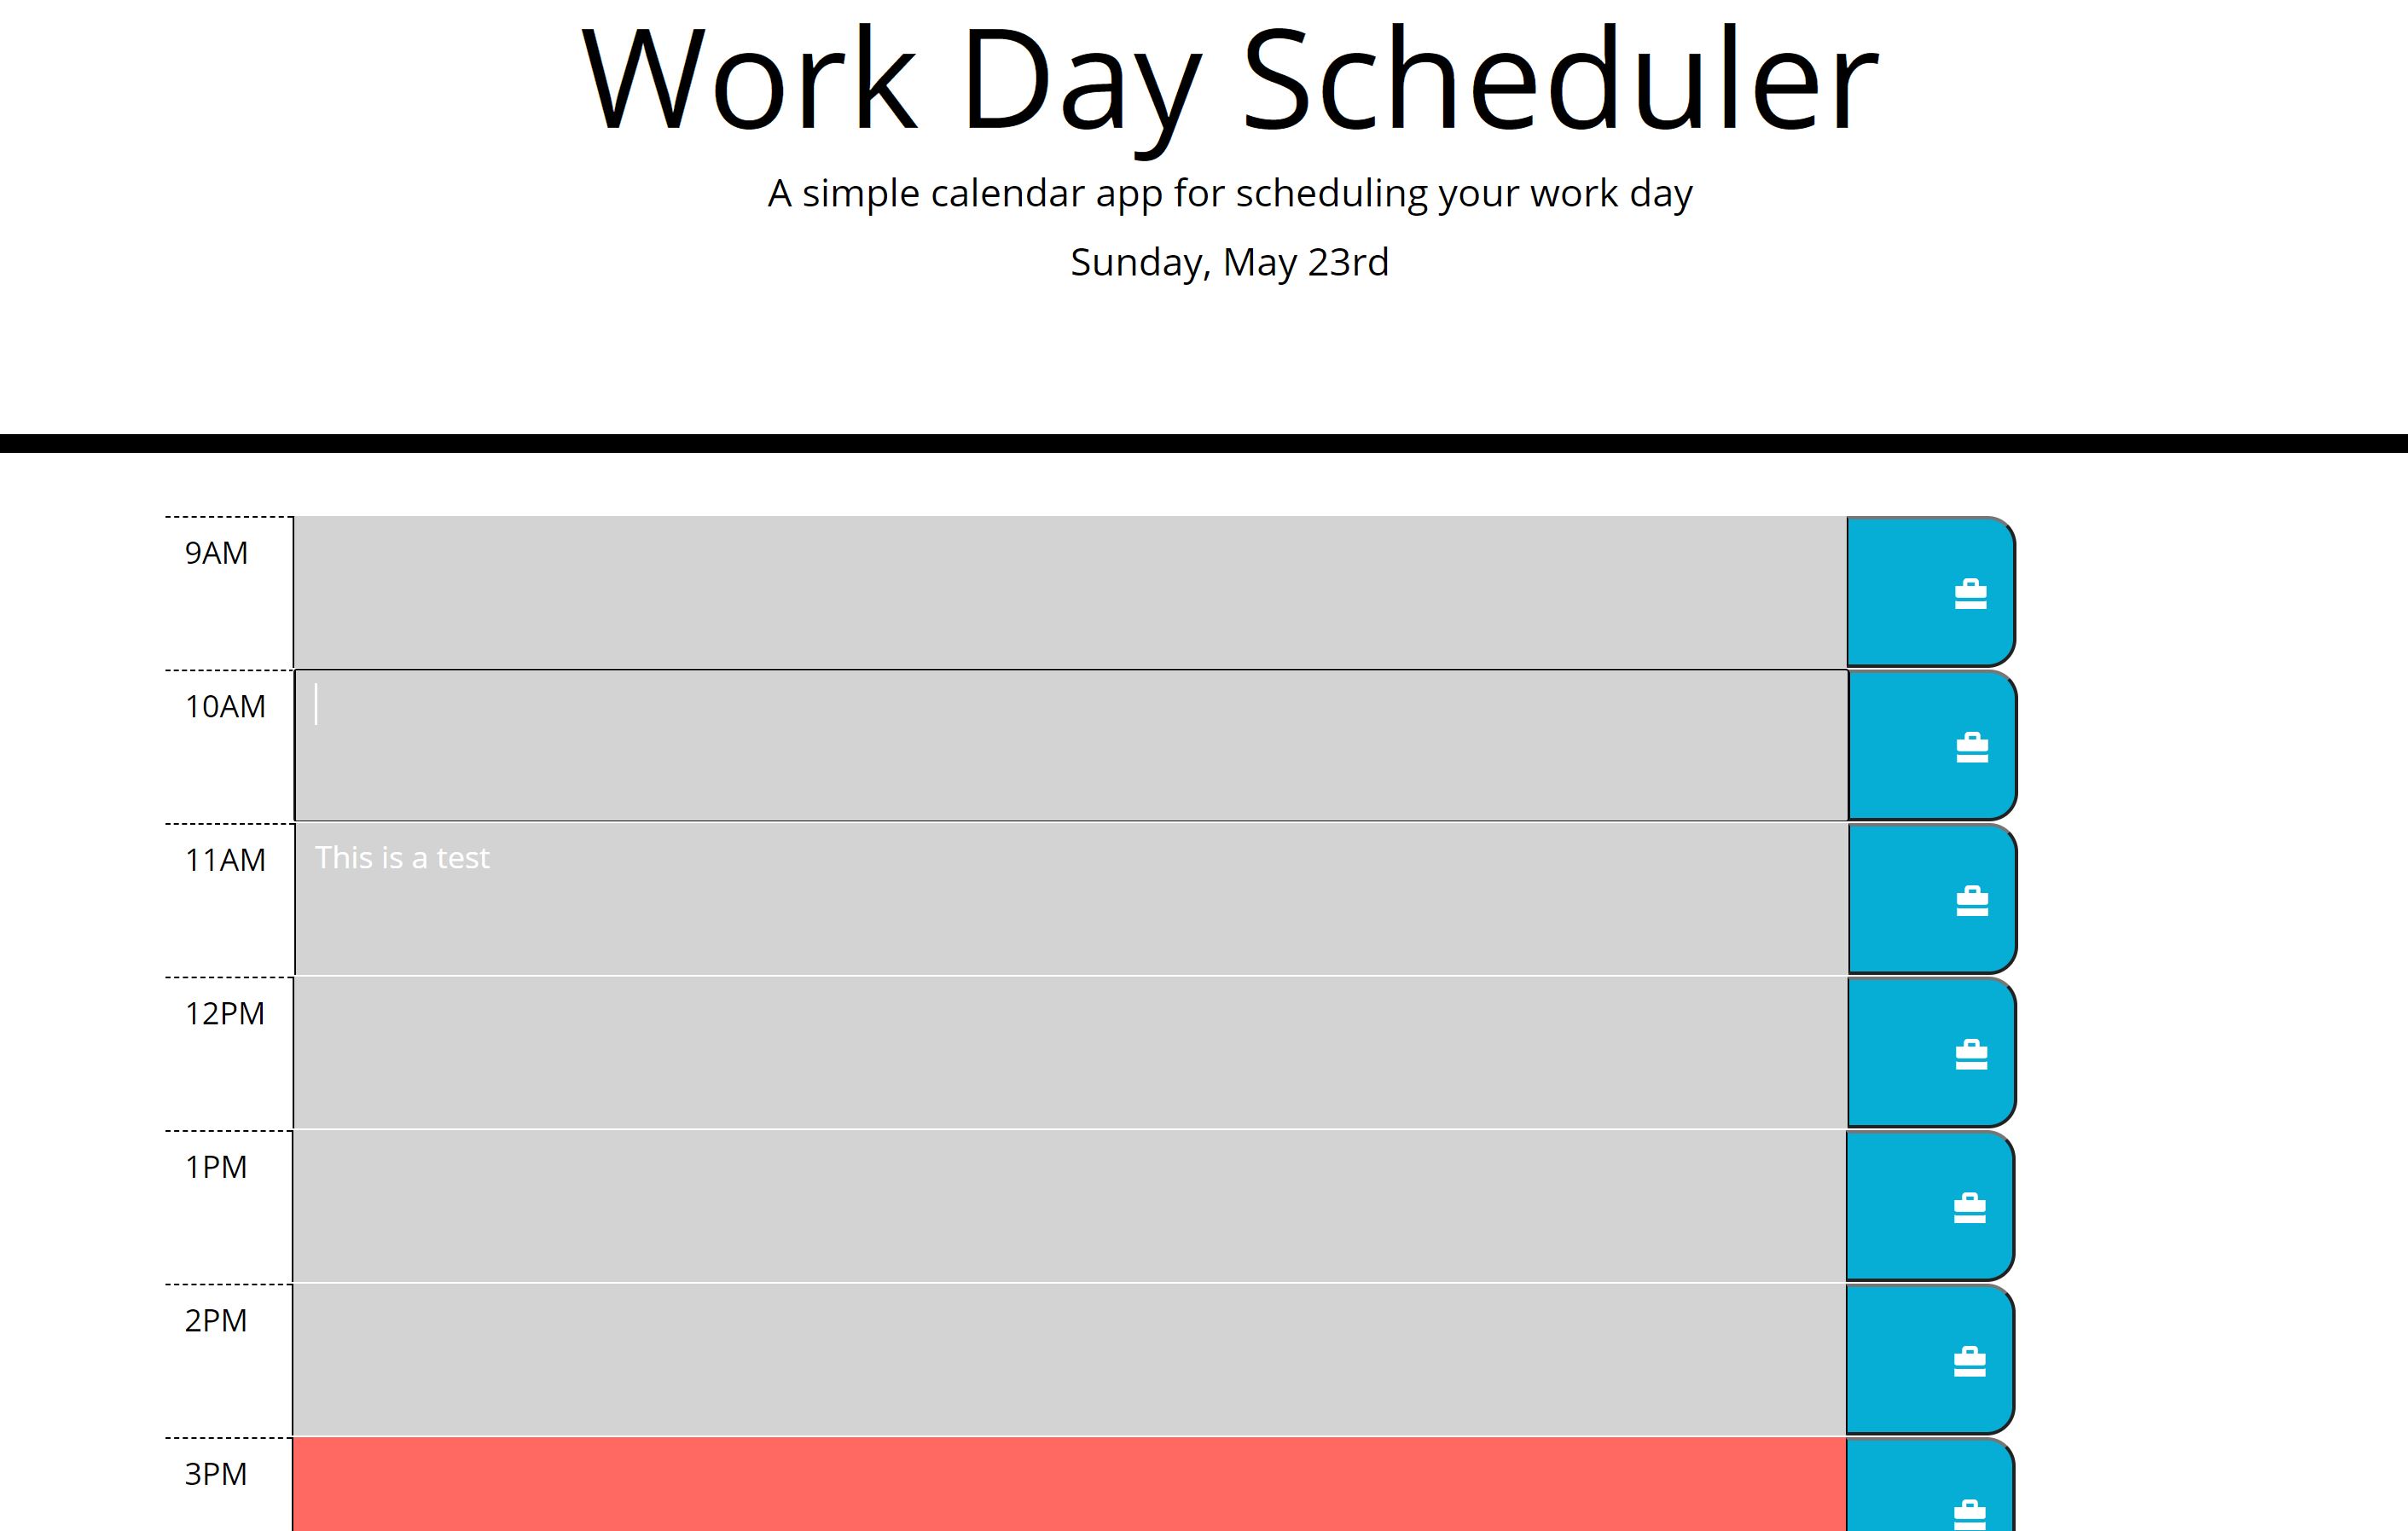 Work Day Scheduler
A simple calendar app for scheduling your work day
Sunday, May 23rd
9AM
10AM
11AM
This is a test
12PM
1PM
2PM
3PM